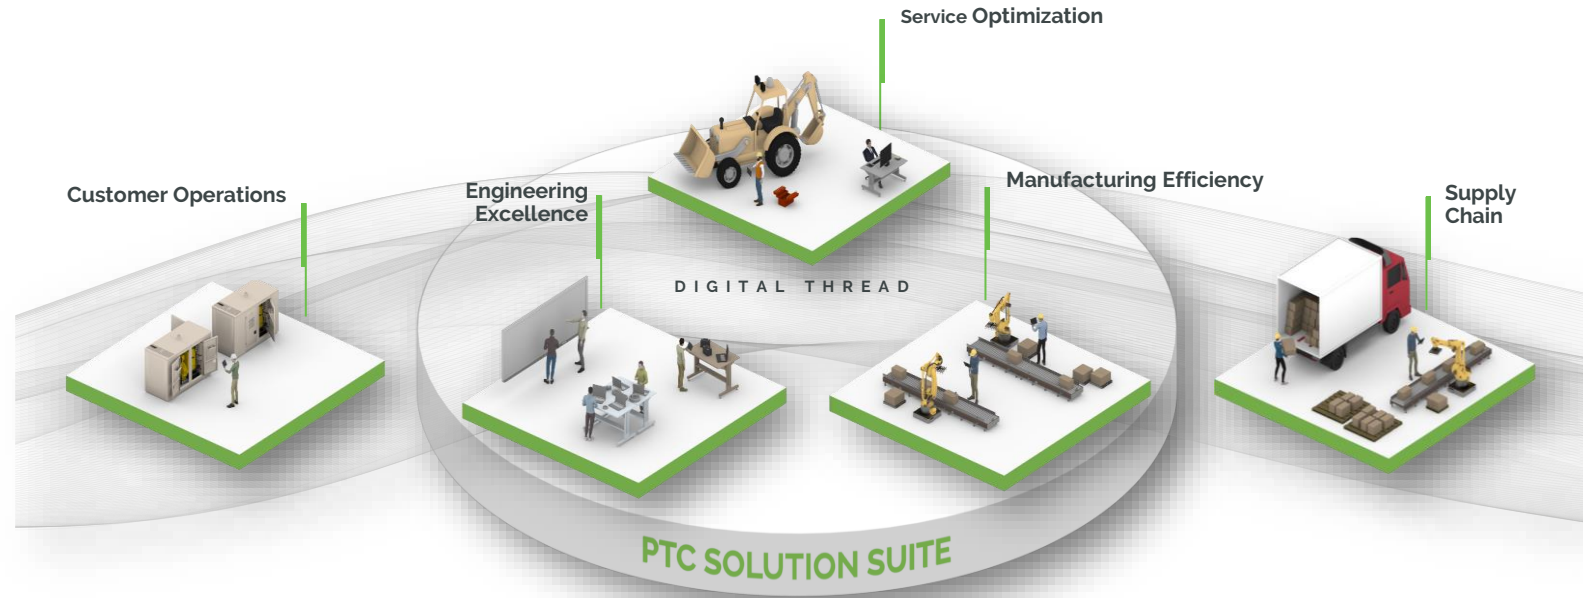 Service Optimization
Customer Operations
Engineering
Excellence
Manufacturing Efficiency
Supply
Chain
DIGITAL THREAD
PTC SOLUTION SUITE